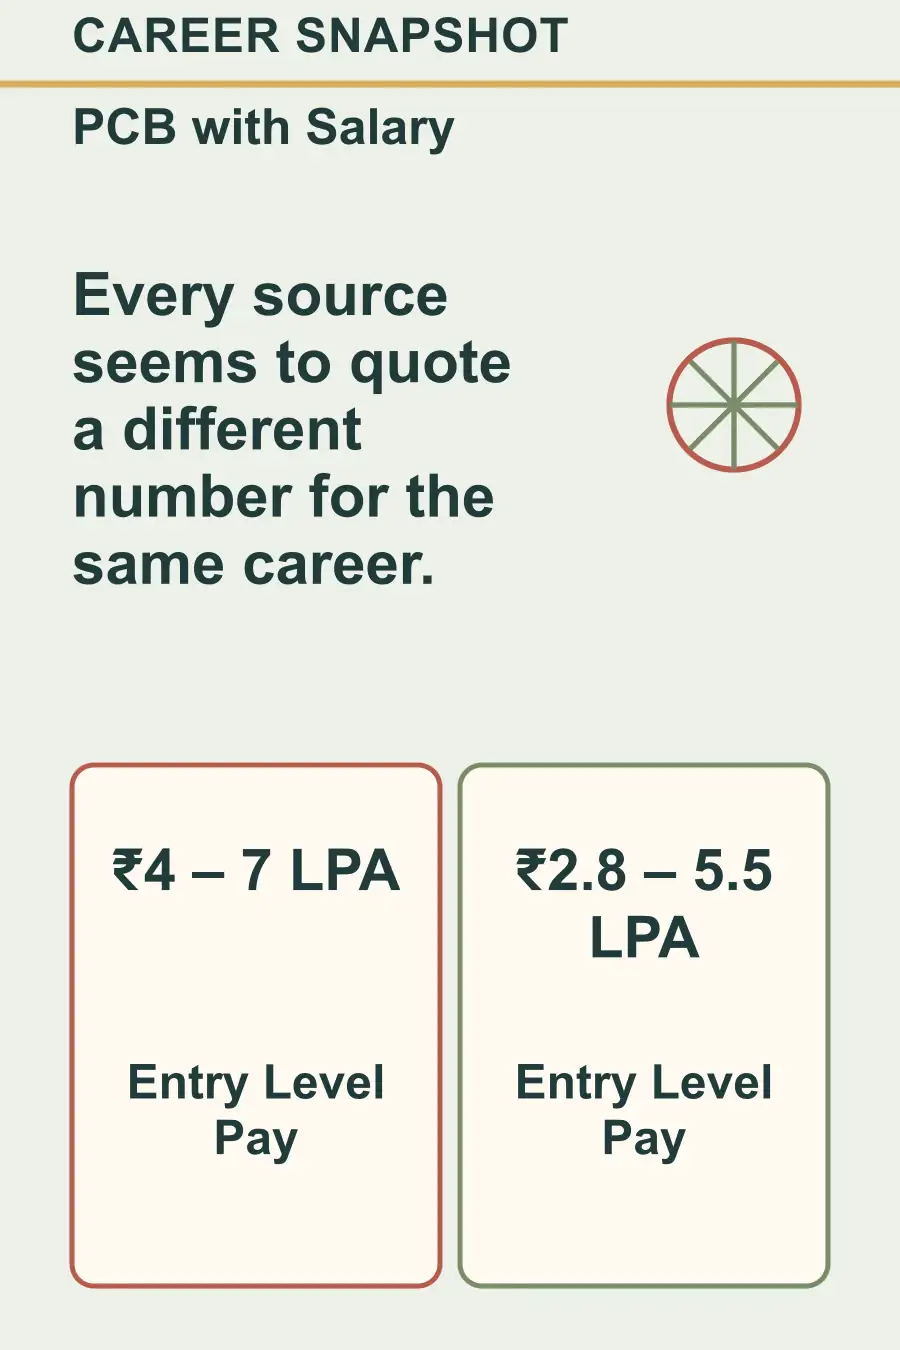 CAREER SNAPSHOT
PCB with Salary
Every source
seems to quote
a different
number for the
same career.
₹4 – 7 LPA
Entry Level
Pay
₹2.8 – 5.5
LPA
Entry Level
Pay